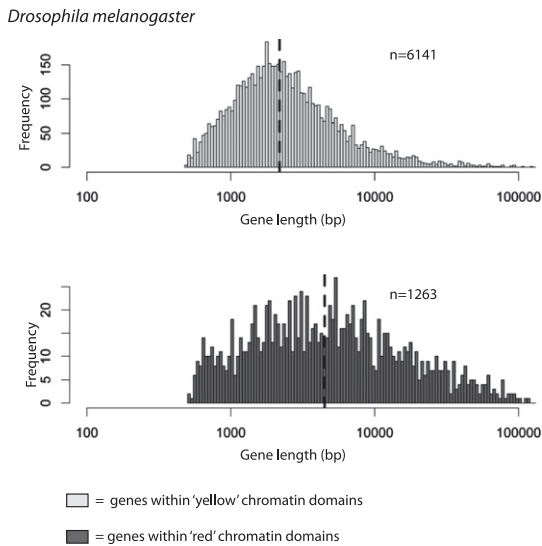 Drosophila melanogaster
n=6141
Frequency
150
100
50
0
100 1000 10000 100000
Gene length (bp)
n=1263
Frequency
20
10
5
0
100 1000 10000 100000
Gene length (bp)
= genes within 'yellow' chromatin domains
= genes within 'red' chromatin domains